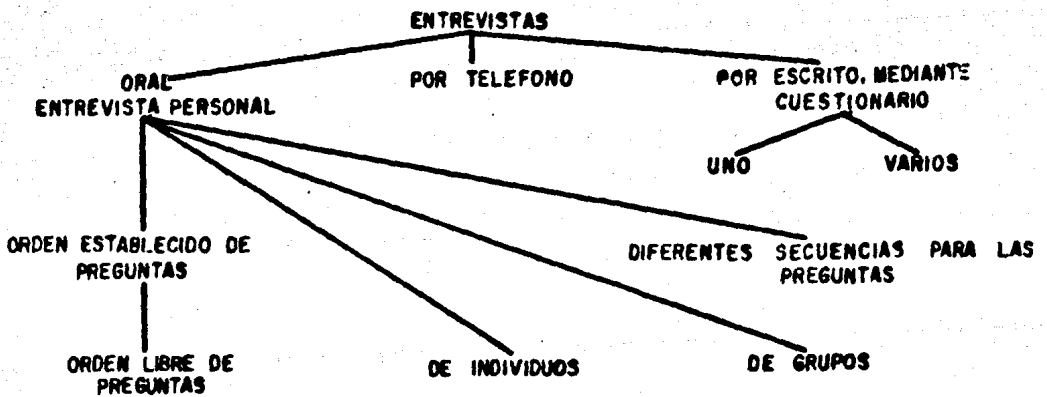 ENTREVISTAS
ORAL
ENTREVISTA PERSONAL
POR TELEFONO
POR ESCRITO, MEDIANTE
CUESTIONARIO
UNO
VARIOS
ORDEN ESTABLECIDO DE
PREGUNTAS
DIFERENTES SECUENCIAS PARA LAS
PREGUNTAS
ORDEN LIBRE DE
PREGUNTAS
DE INDIVIDUOS
DE GRUPOS